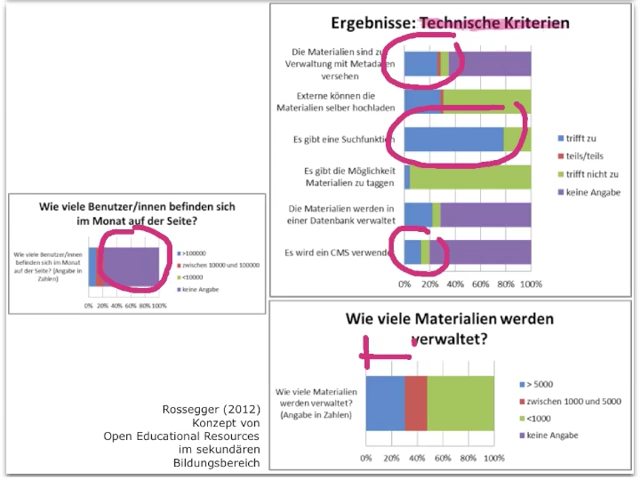 Ergebnisse: Technische Kriterien
Die Materialien sind zur
Verwaltung mit Metadaten
versehen
Externe können die
Materialien selber hochladen
Es gibt eine Suchfunktion
Es gibt die Möglichkeit
Materialien zu taggen
Die Materialien werden in
einer Datenbank verwaltet
Es wird ein CMS verwendet
0% 20% 40% 60% 80% 100%
trifft zu
teils/teils
trifft nicht zu
keine Angabe
Wie viele Benutzer/innen befinden sich
im Monat auf der Seite?
Wie viele Benutzer/innen
befinden sich im Monat
auf der Seite? (Angabe in
Zahlen)
0% 20% 40% 60% 80% 100%
>100000
zwischen 10000 und 100000
<10000
keine Angabe
Wie viele Materialien werden
verwaltet?
Wie viele Materialien
werden verwaltet?
(Angabe in Zahlen)
0% 20% 40% 60% 80% 100%
> 5000
zwischen 1000 und 5000
<1000
keine Angabe
Rossegger (2012)
Konzept von
Open Educational Resources
im sekundären
Bildungsbereich